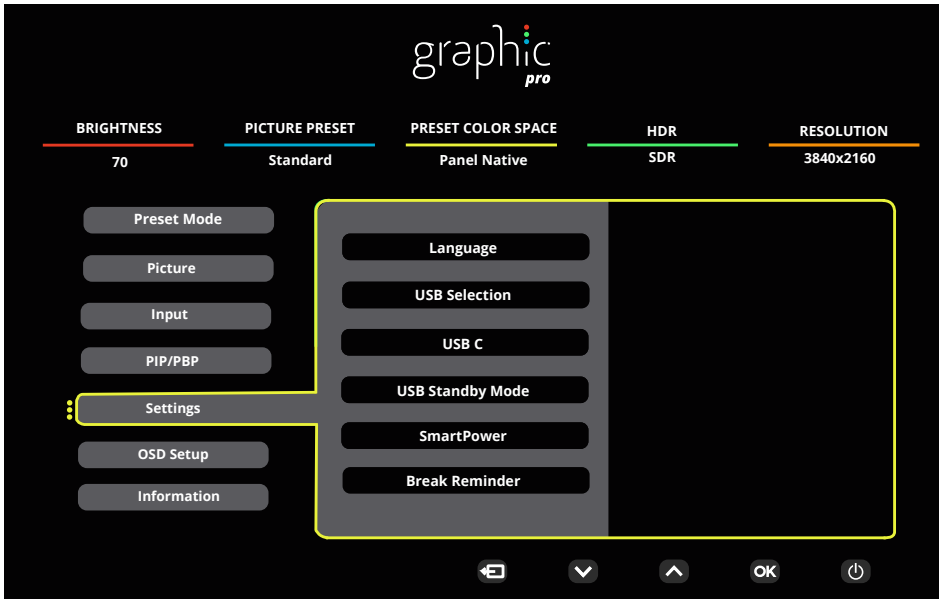 graphic
pro
BRIGHTNESS
PICTURE PRESET
PRESET COLOR SPACE
HDR
RESOLUTION
70
Standard
Panel Native
SDR
3840x2160
Preset Mode
Picture
Input
PIP/PBP
Settings
OSD Setup
Information
Language
USB Selection
USB C
USB Standby Mode
SmartPower
Break Reminder
OK